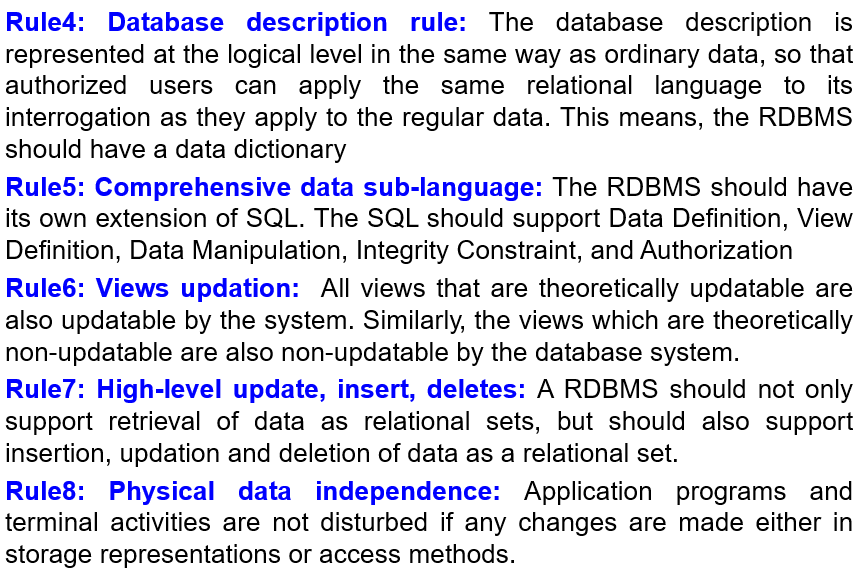 Rule4: Database description rule: The database description is
represented at the logical level in the same way as ordinary data, so that
authorized users can apply the same relational language to its
interrogation as they apply to the regular data. This means, the RDBMS
should have a data dictionary
Rule5: Comprehensive data sub-language: The RDBMS should have
its own extension of SQL. The SQL should support Data Definition, View
Definition, Data Manipulation, Integrity Constraint, and Authorization
Rule6: Views updation: All views that are theoretically updatable are
also updatable by the system. Similarly, the views which are theoretically
non-updatable are also non-updatable by the database system.
Rule7: High-level update, insert, deletes: A RDBMS should not only
support retrieval of data as relational sets, but should also support
insertion, updation and deletion of data as a relational set.
Rule8: Physical data independence: Application programs and
terminal activities are not disturbed if any changes are made either in
storage representations or access methods.